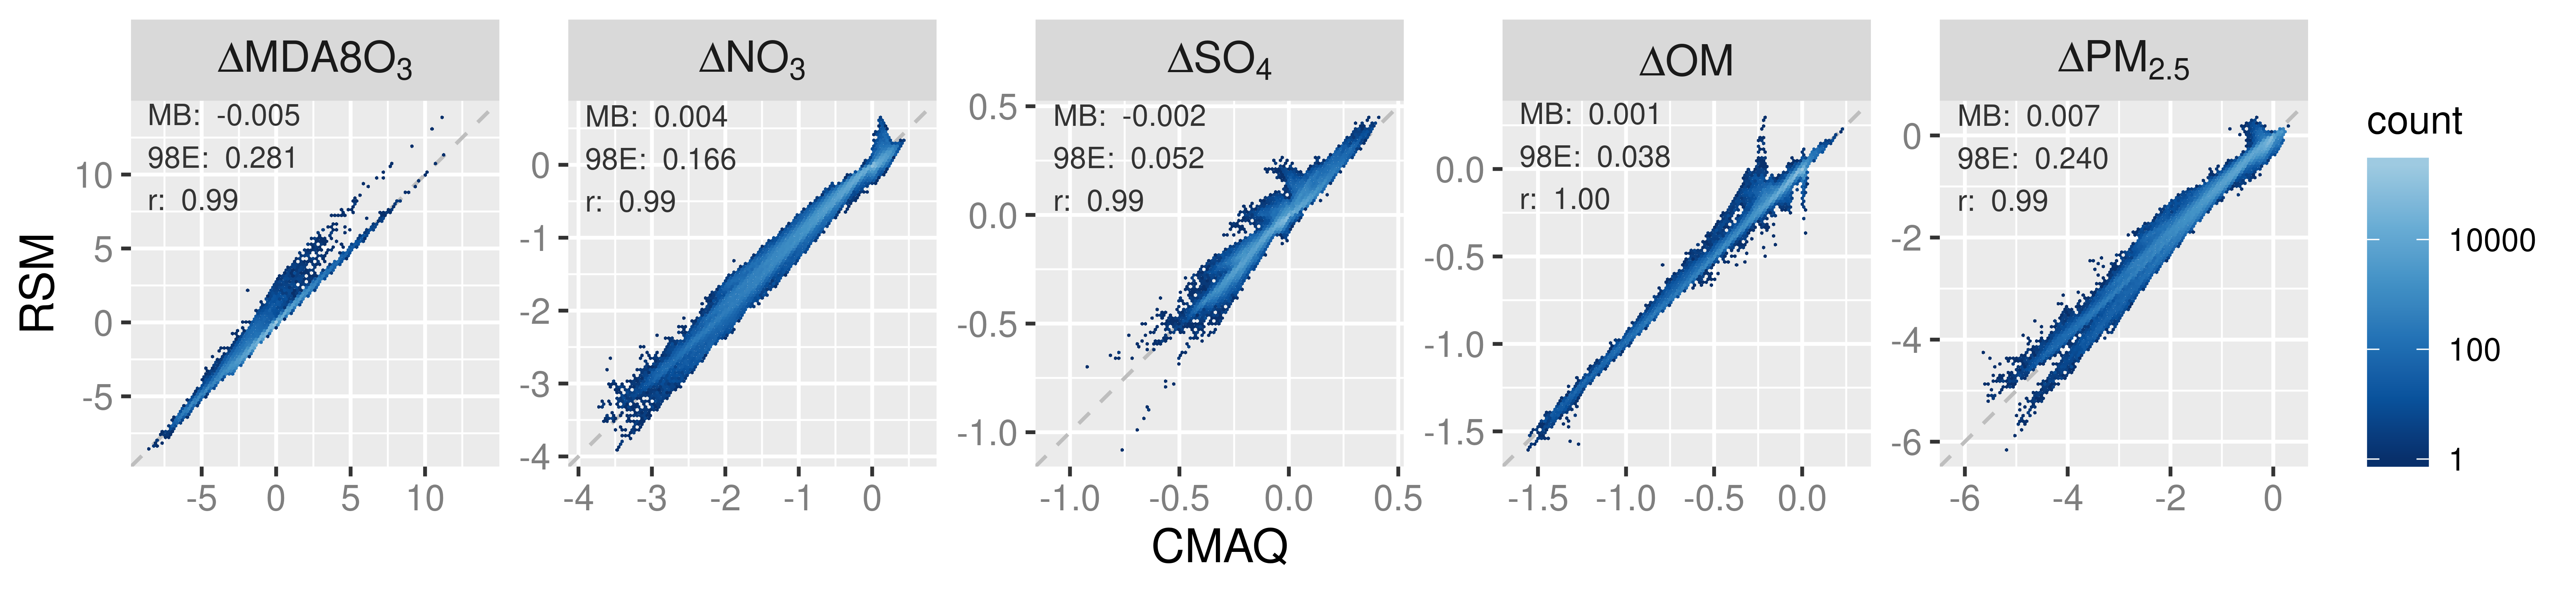 ΔMDA8O₃
MB: -0.005
98E: 0.281
r: 0.99
10
5
0
-5
-5 0 5 10
ΔNO₃
MB: 0.004
98E: 0.166
r: 0.99
0
-1
-2
-3
-4
-4 -3 -2 -1 0
ΔSO₄
MB: -0.002
98E: 0.052
r: 0.99
0.5
0.0
-0.5
-1.0
-1.0 -0.5 0.0 0.5
ΔOM
MB: 0.001
98E: 0.038
r: 1.00
0.0
-0.5
-1.0
-1.5
-1.5 -1.0 -0.5 0.0
ΔPM₂.₅
MB: 0.007
98E: 0.240
r: 0.99
0
-2
-4
-6
-6 -4 -2 0
RSM
CMAQ
count
10000
100
1